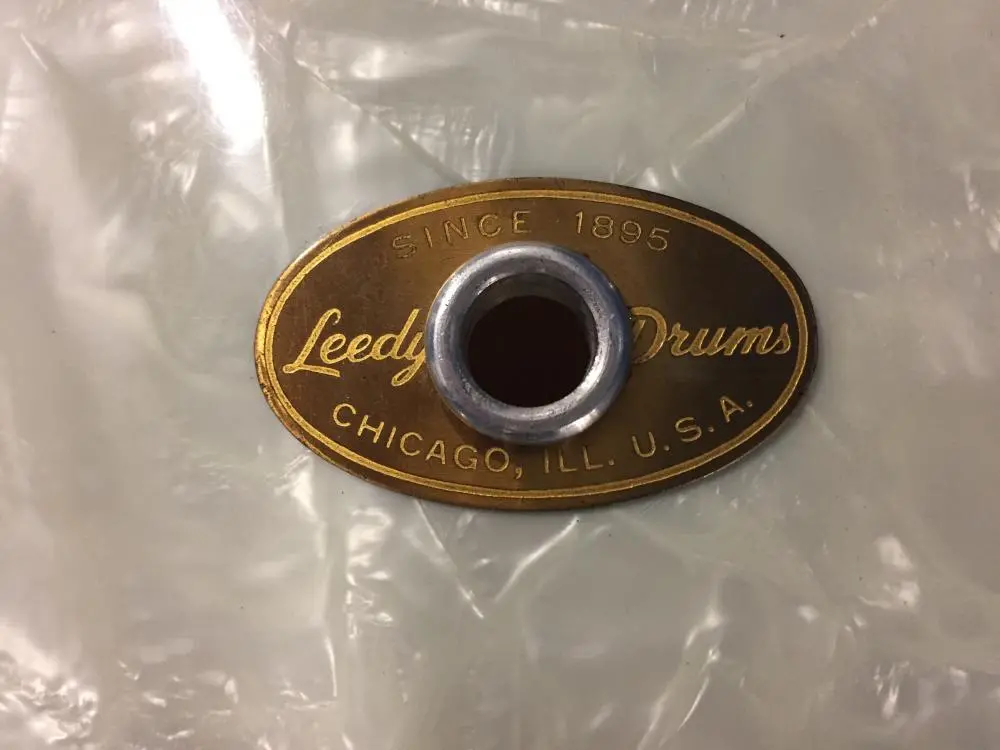 SINCE 1895
Leedy Drums
CHICAGO, ILL. U.S.A.